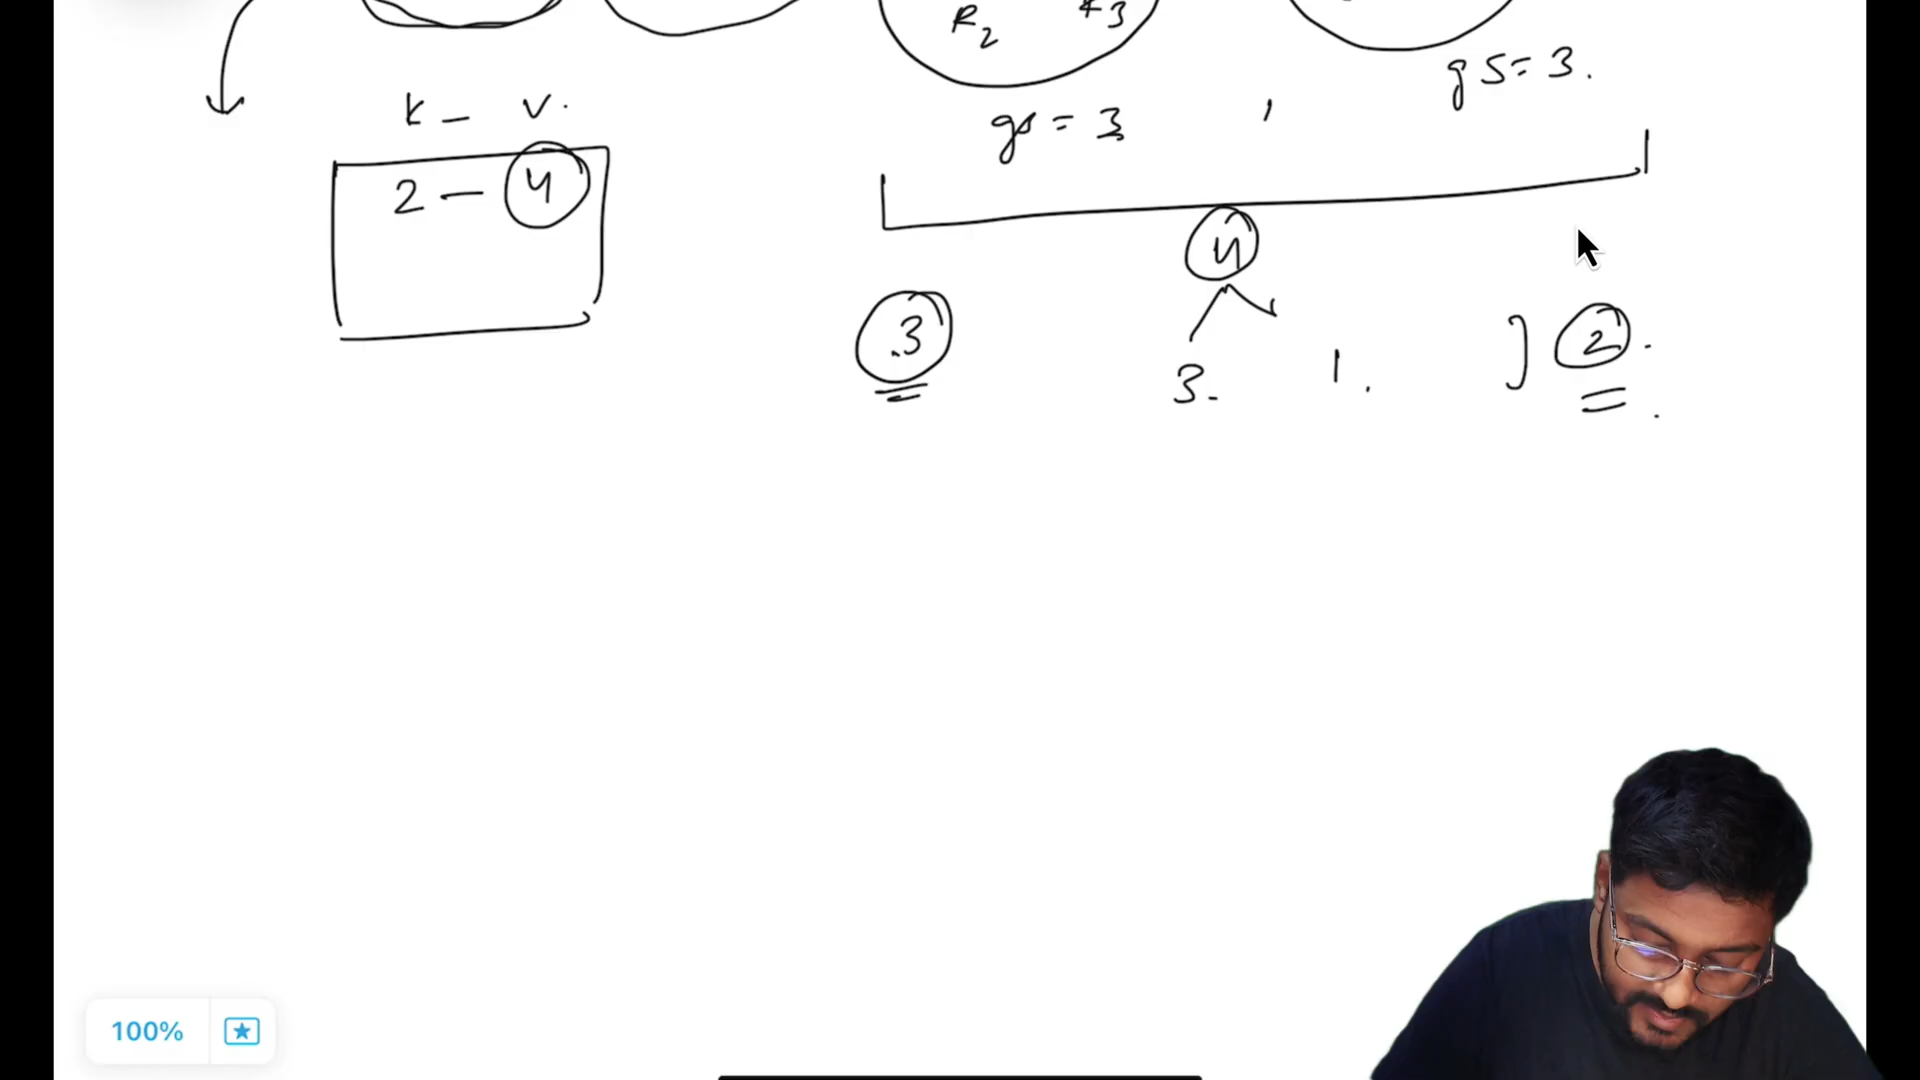 R2 R3
gs = 3.
k - v.
gs = 3 ,
2 - 4
4
.3
3. 1. ] 2.
100%